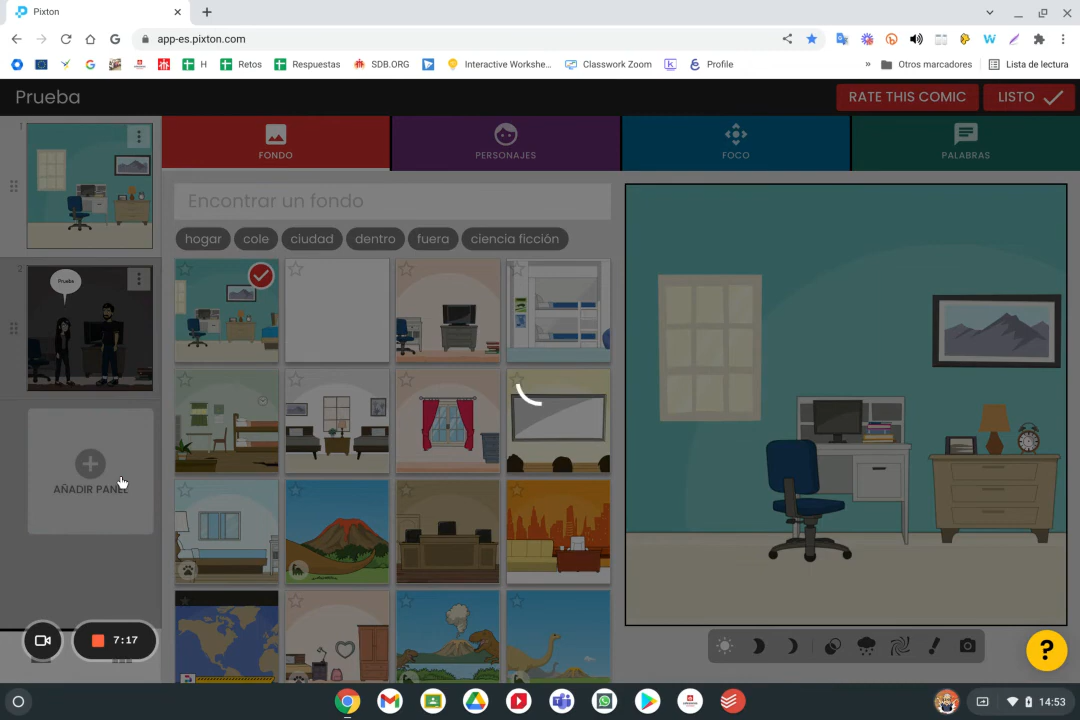 Pixton
app-es.pixton.com
H
Retos
Respuestas
SDB.ORG
Interactive Workshe...
Classwork Zoom
Profile
»
Otros marcadores
Lista de lectura
Prueba
RATE THIS COMIC
LISTO
1
FONDO
PERSONAJES
FOCO
PALABRAS
Encontrar un fondo
hogar
cole
ciudad
dentro
fuera
ciencia ficción
2
Prueba
AÑADIR PANEL
7:17
?
14:53